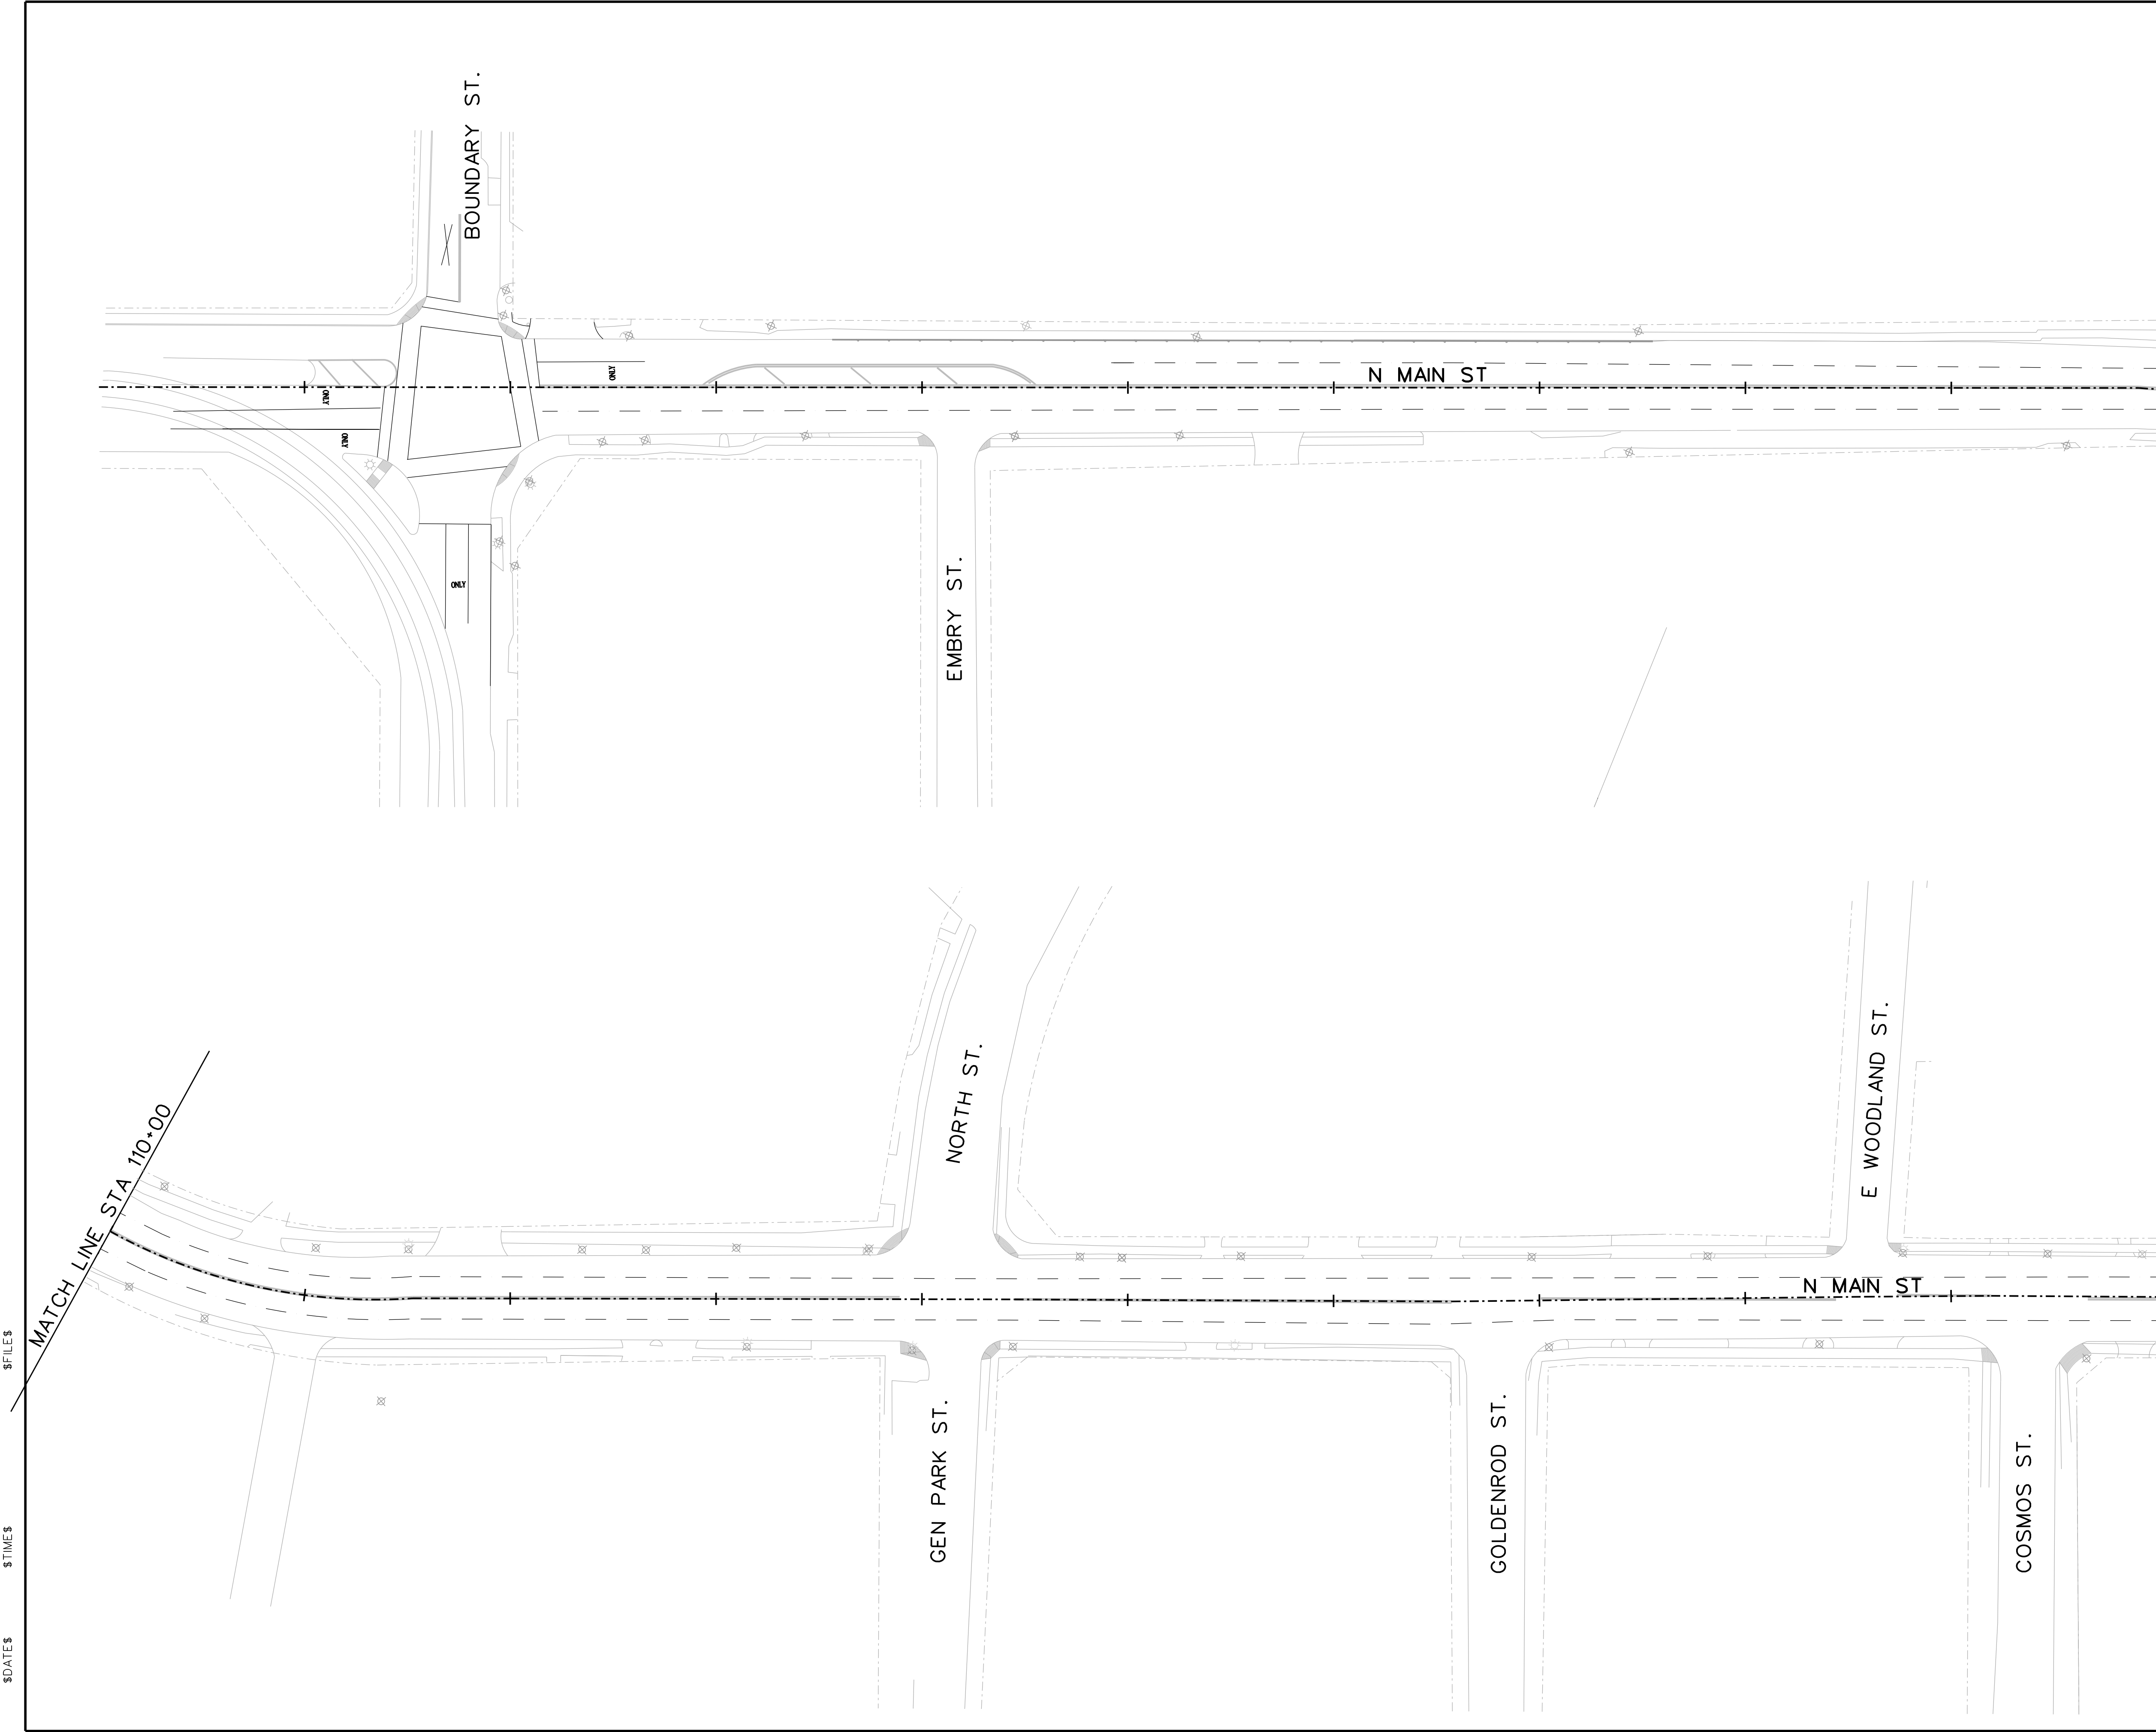 BOUNDARY ST.
N MAIN ST
ONLY
ONLY
ONLY
ONLY
EMBRY ST.
NORTH ST.
E WOODLAND ST.
MATCH LINE STA 110+00
N MAIN ST
GEN PARK ST.
GOLDENROD ST.
COSMOS ST.
$FILES$
$TIME$
$DATE$